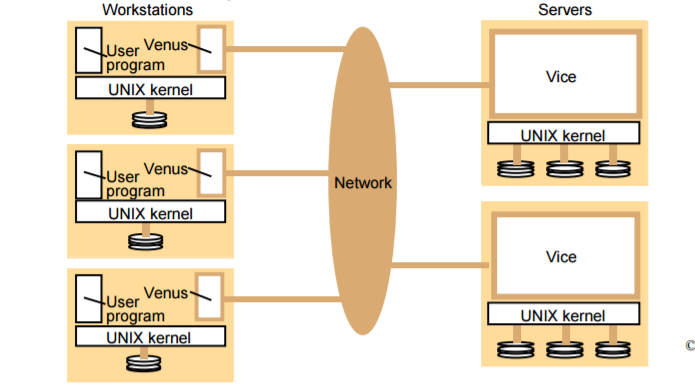 Workstations
Servers
User Venus
program
UNIX kernel
Vice
UNIX kernel
User Venus
program
UNIX kernel
Network
User Venus
program
UNIX kernel
Vice
UNIX kernel
©